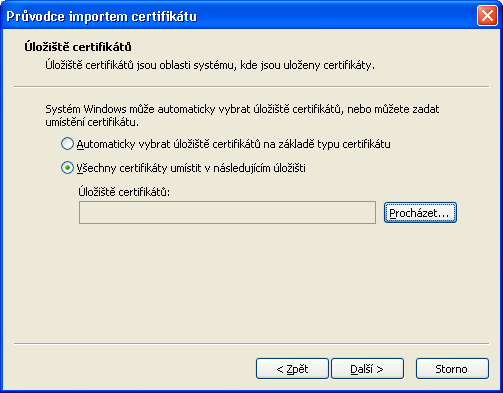 Průvodce importem certifikátu
Úložiště certifikátů
Úložiště certifikátů jsou oblasti systému, kde jsou uloženy certifikáty.
Systém Windows může automaticky vybrat úložiště certifikátů, nebo můžete zadat
umístění certifikátu.
Automaticky vybrat úložiště certifikátů na základě typu certifikátu
Všechny certifikáty umístit v následujícím úložišti
Úložiště certifikátů:
Procházet...
< Zpět
Další >
Storno